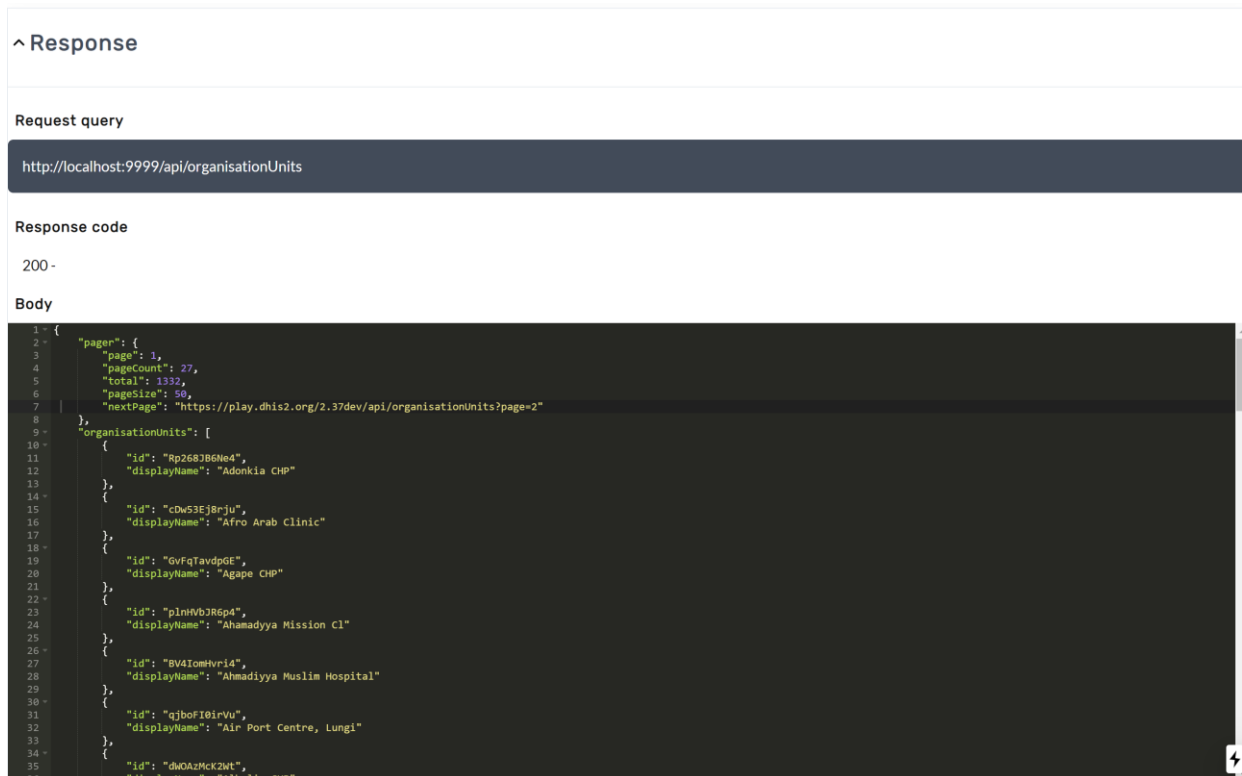 Response
Request query
http://localhost:9999/api/organisationUnits
Response code
200 -
Body
1 {
2 "pager": {
3 "page": 1,
4 "pageCount": 27,
5 "total": 1332,
6 "pageSize": 50,
7 "nextPage": "https://play.dhis2.org/2.37dev/api/organisationUnits?page=2"
8 },
9 "organisationUnits": [
10 {
11 "id": "Rp268JB6Ne4",
12 "displayName": "Adonkia CHP"
13 },
14 {
15 "id": "cDw53Ej8rju",
16 "displayName": "Afro Arab Clinic"
17 },
18 {
19 "id": "GvFqTavdpGE",
20 "displayName": "Agape CHP"
21 },
22 {
23 "id": "plnHVbJR6p4",
24 "displayName": "Ahamadyya Mission Cl"
25 },
26 {
27 "id": "BV4IomHvri4",
28 "displayName": "Ahmadiyya Muslim Hospital"
29 },
30 {
31 "id": "qjboFI0irVu",
32 "displayName": "Air Port Centre, Lungi"
33 },
34 {
35 "id": "dWOAzMcK2Wt",